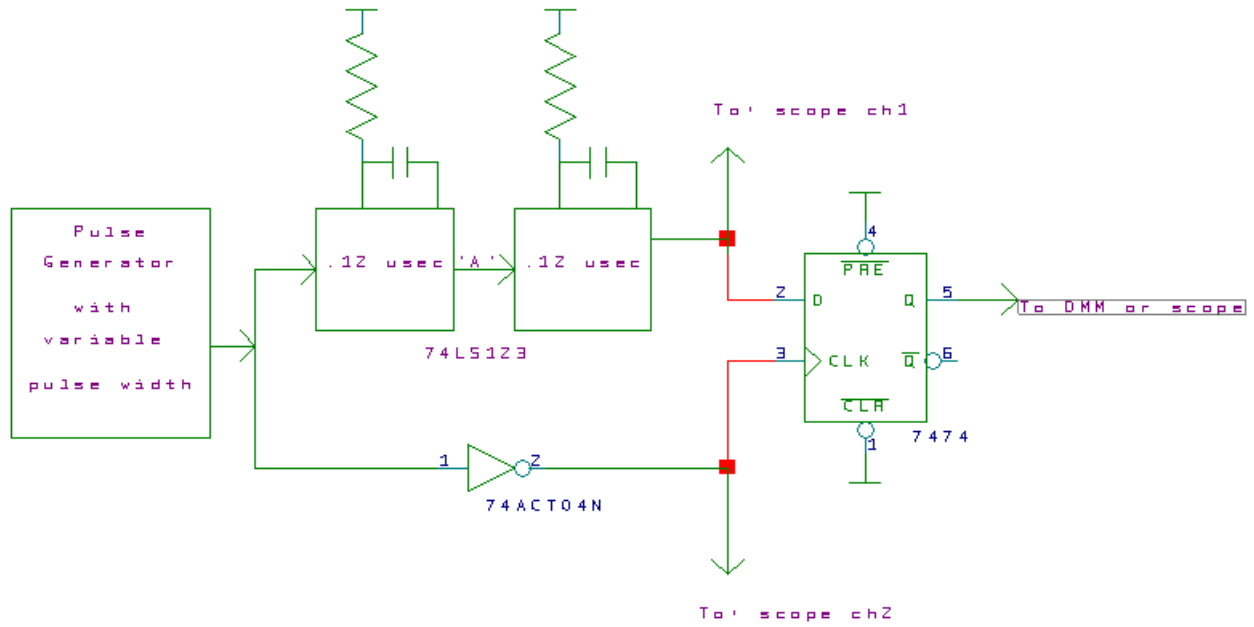 To' scope ch1
Pulse
Generator
with
variable
pulse width
.12 usec
'A'
.12 usec
74LS123
4
PRE
2
D
Q
5
To DMM or scope
3
CLK
Q
6
CLR
1
7474
1
2
74ACT04N
To' scope ch2